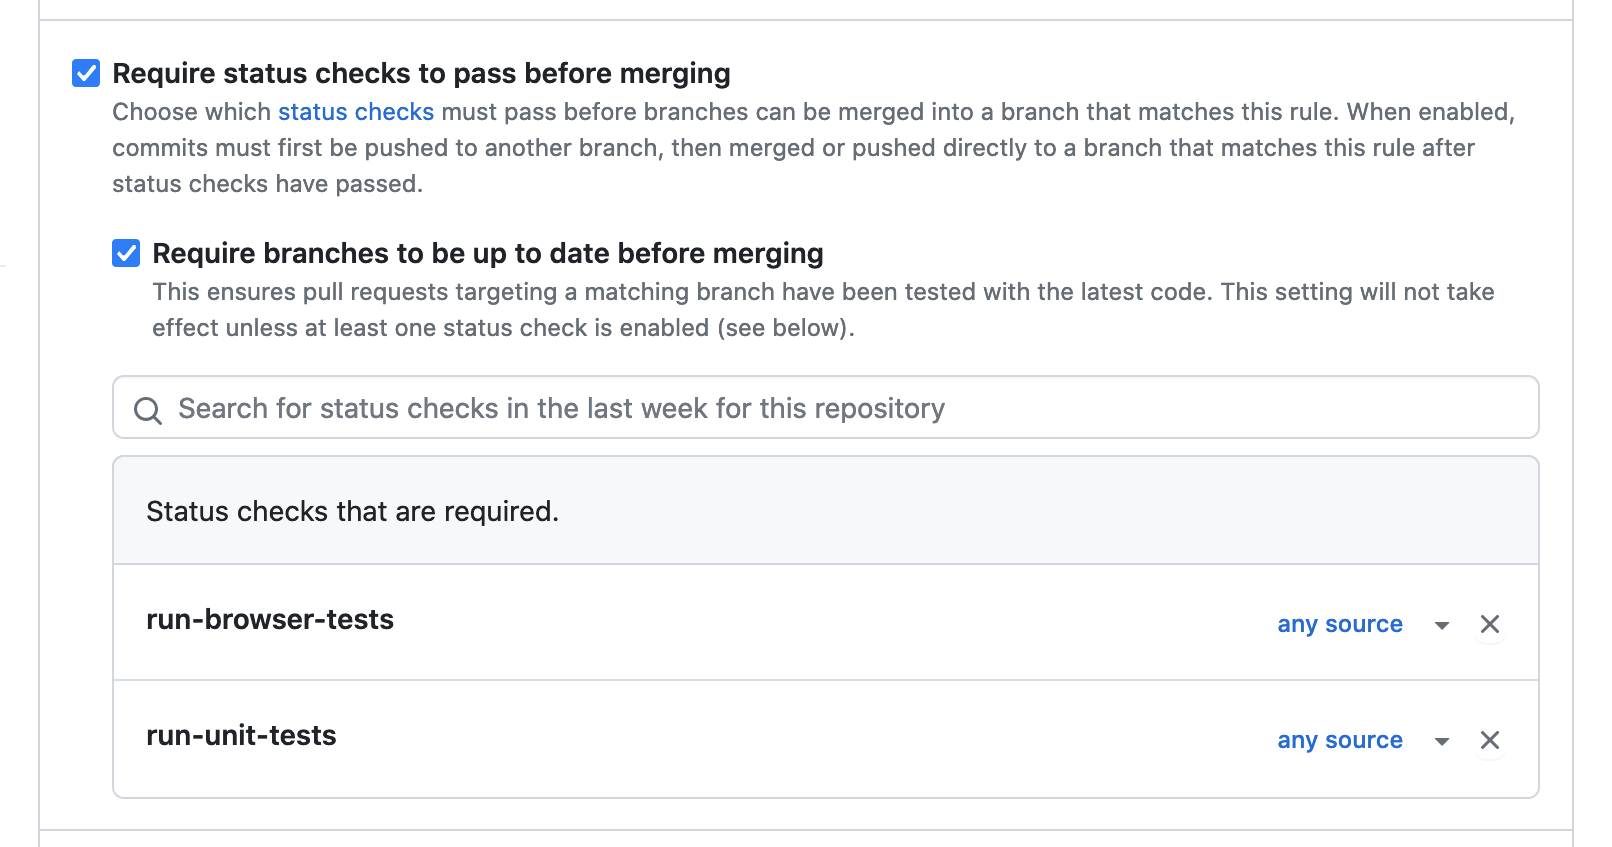 Require status checks to pass before merging
Choose which status checks must pass before branches can be merged into a branch that matches this rule. When enabled,
commits must first be pushed to another branch, then merged or pushed directly to a branch that matches this rule after
status checks have passed.
Require branches to be up to date before merging
This ensures pull requests targeting a matching branch have been tested with the latest code. This setting will not take
effect unless at least one status check is enabled (see below).
Search for status checks in the last week for this repository
Status checks that are required.
run-browser-tests any source
run-unit-tests any source